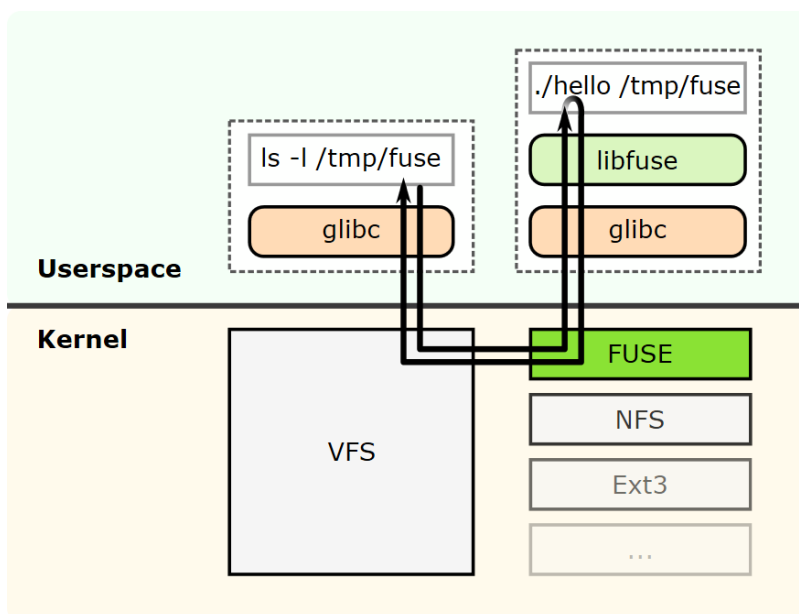 ./hello /tmp/fuse
ls -l /tmp/fuse
libfuse
glibc
glibc
Userspace
Kernel
FUSE
NFS
VFS
Ext3
...